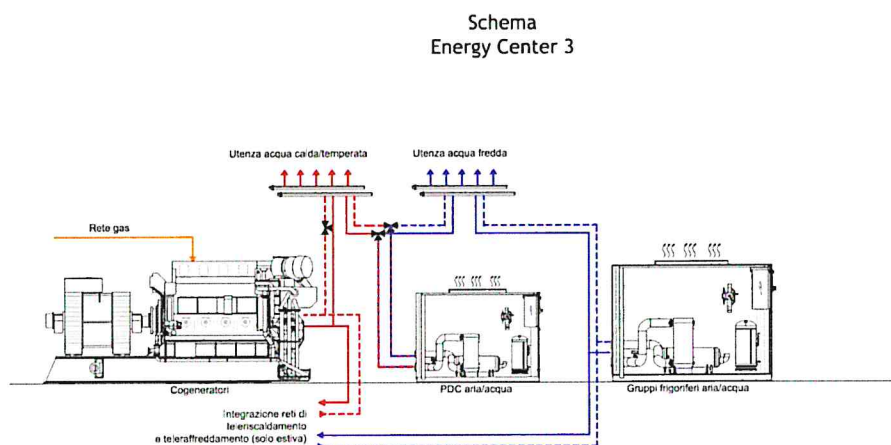 Schema
Energy Center 3
Utenza acqua calda/temperata
Utenza acqua fredda
Rete gas
Cogeneratori
PDC aria/acqua
Gruppi frigoriferi aria/acqua
Integrazione reti di
teleriscaldamento
e teleraffreddamento (solo estiva)